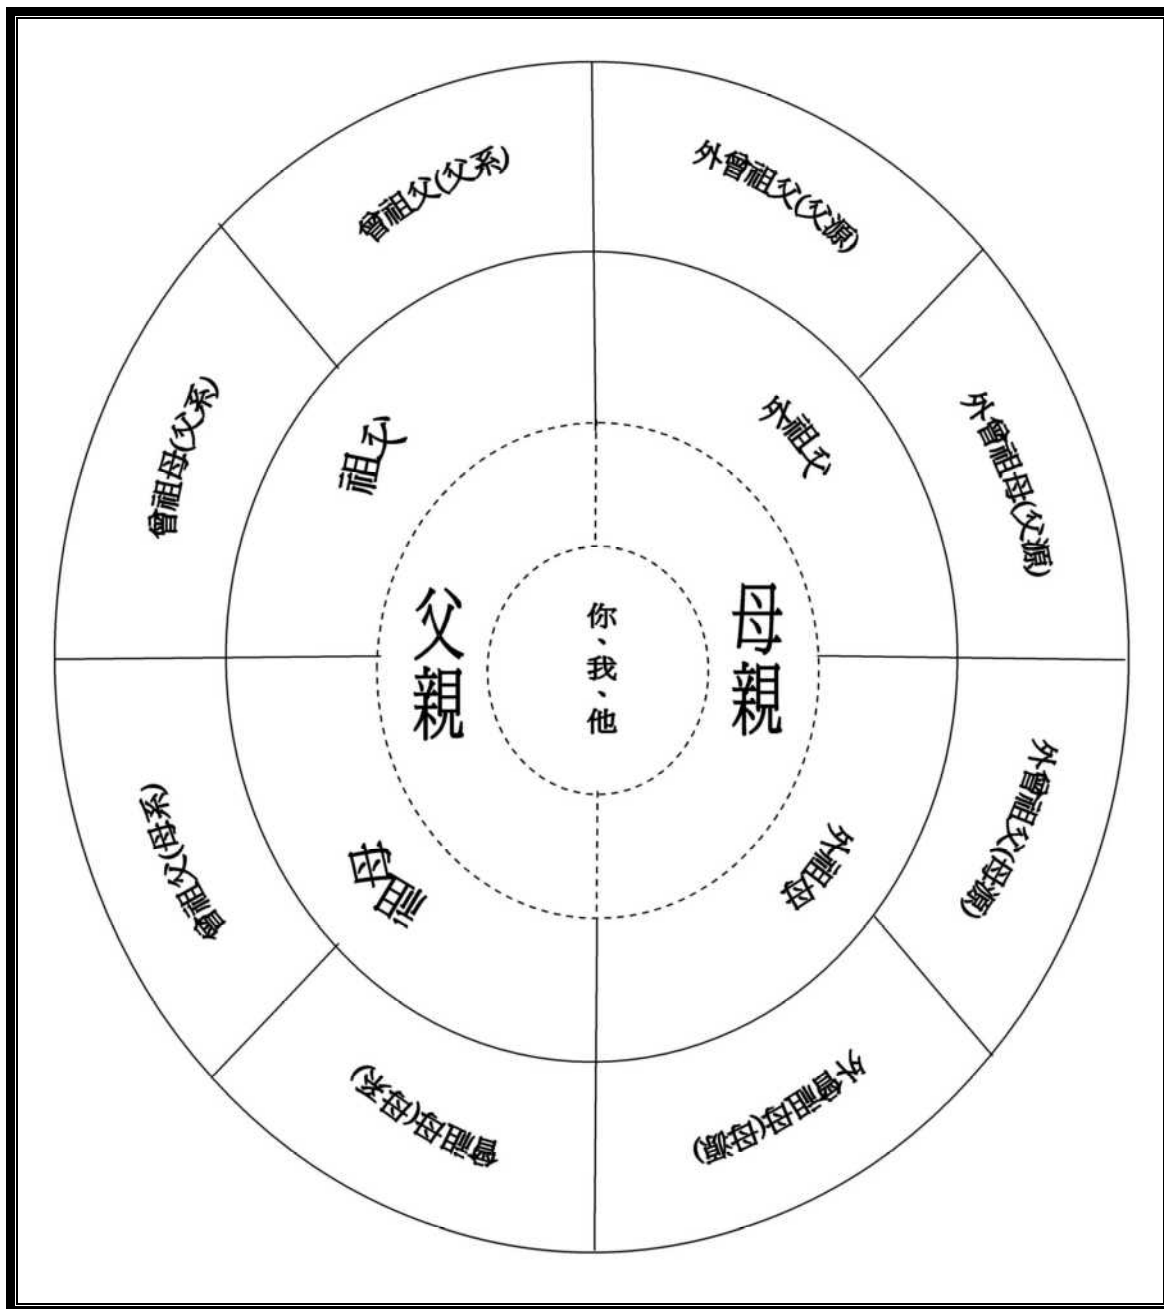 曾祖父(父系)
外曾祖父(父源)
曾祖母(父系)
外曾祖母(父源)
祖父
外祖父
父親
你、我、他
母親
祖母
外祖母
曾祖父(母系)
外曾祖父(母源)
曾祖母(母系)
外曾祖母(母源)